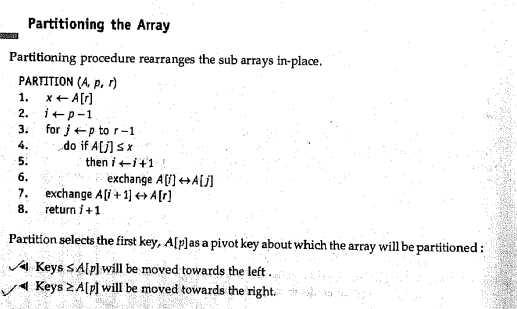 Partitioning the Array
Partitioning procedure rearranges the sub arrays in-place.
PARTITION (A, p, r)
1. x ← A[r]
2. i ← p – 1
3. for j ← p to r – 1
4. do if A[j] ≤ x
5. then i ← i + 1
6. exchange A[i] ↔ A[j]
7. exchange A[i + 1] ↔ A[r]
8. return i + 1
Partition selects the first key, A[p] as a pivot key about which the array will be partitioned :
Keys ≤ A[p] will be moved towards the left .
Keys ≥ A[p] will be moved towards the right.